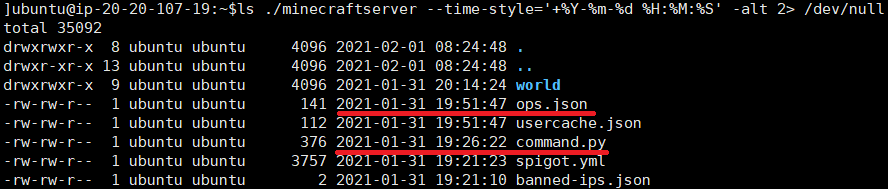 ]ubuntu@ip-20-20-107-19:~$ls ./minecraftserver --time-style='+%Y-%m-%d %H:%M:%S' -alt 2> /dev/null
total 35092
drwxrwxr-x  8 ubuntu ubuntu     4096 2021-02-01 08:24:48 .
drwxr-xr-x 13 ubuntu ubuntu     4096 2021-02-01 08:24:48 ..
drwxrwxr-x  9 ubuntu ubuntu     4096 2021-01-31 20:14:24 world
-rw-rw-r--  1 ubuntu ubuntu      141 2021-01-31 19:51:47 ops.json
-rw-rw-r--  1 ubuntu ubuntu      112 2021-01-31 19:51:47 usercache.json
-rw-rw-r--  1 ubuntu ubuntu      376 2021-01-31 19:26:22 command.py
-rw-rw-r--  1 ubuntu ubuntu     3757 2021-01-31 19:21:23 spigot.yml
-rw-rw-r--  1 ubuntu ubuntu        2 2021-01-31 19:21:10 banned-ips.json